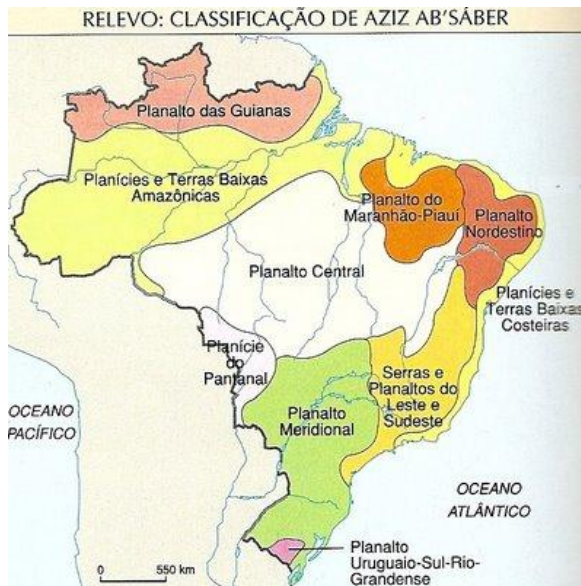 RELEVO: CLASSIFICAÇÃO DE AZIZ AB'SÁBER
Planalto das Guianas
Planícies e Terras Baixas
Amazônicas
Planalto do
Maranhão-Piauí
Planalto
Nordestino
Planalto Central
Planícies e
Terras Baixas
Costeiras
Planície
do
Pantanal
Serras e
Planaltos do
Leste e
Sudeste
Planalto
Meridional
OCEANO
PACÍFICO
OCEANO
ATLÂNTICO
Planalto
Uruguaio-Sul-Rio-
Grandense
0 550 km